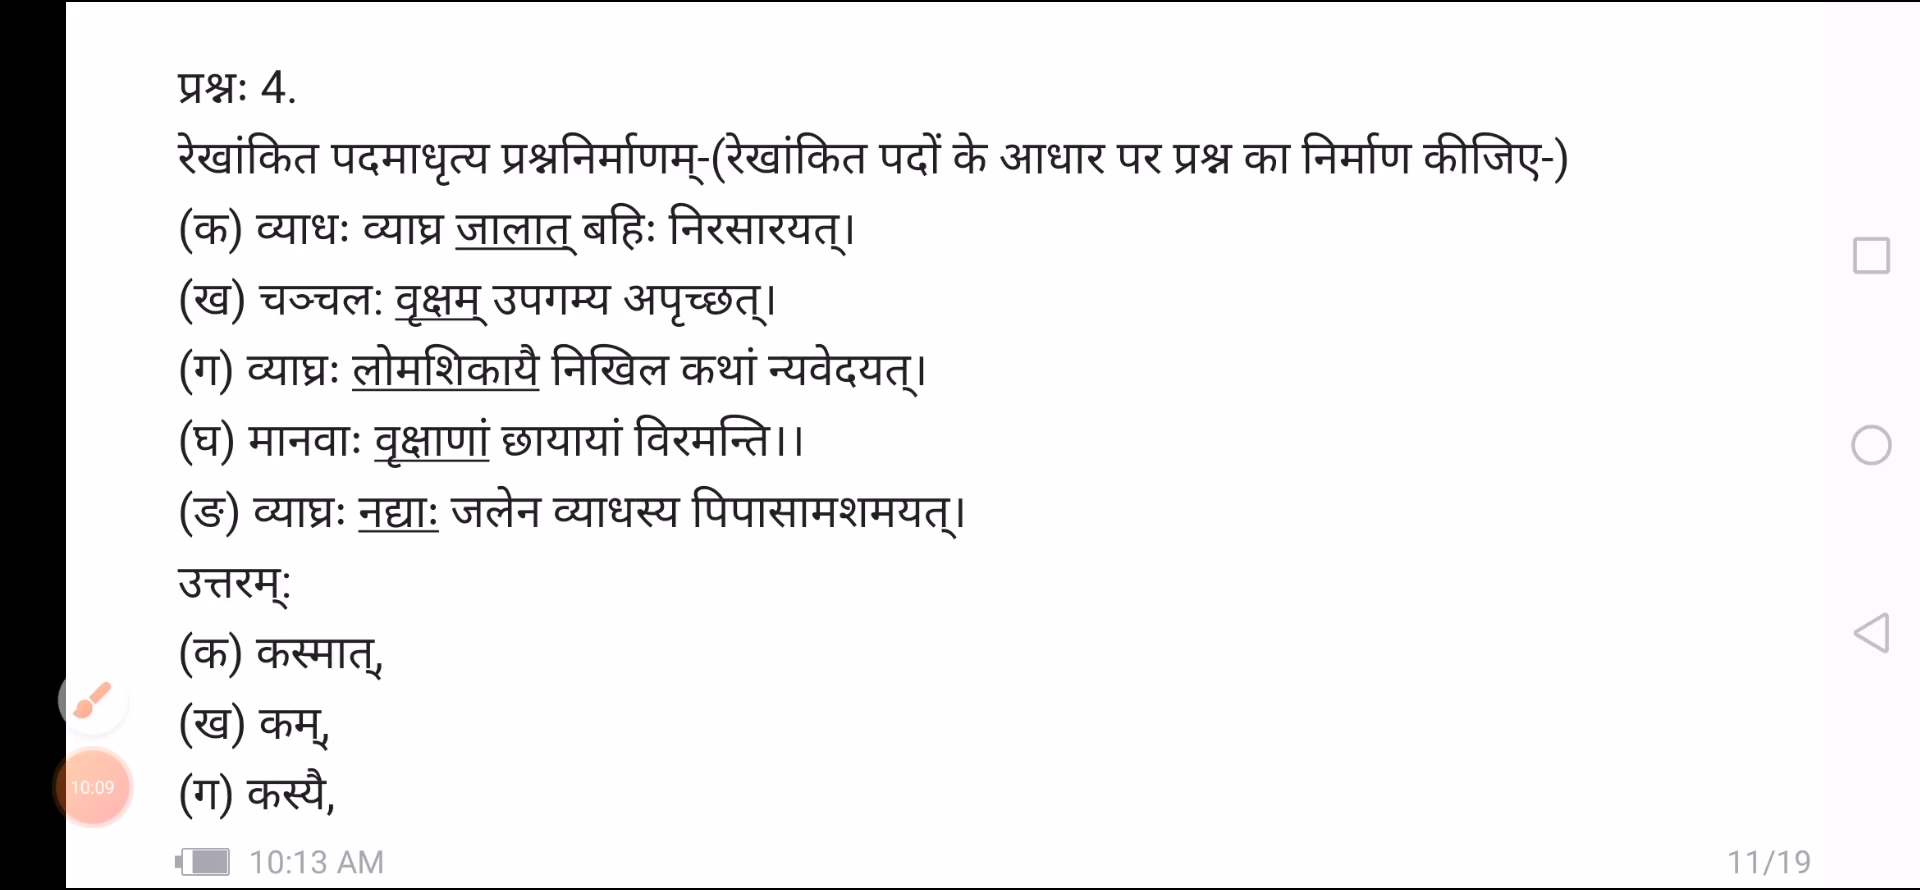 प्रश्नः 4.
रेखांकित पदमाधृत्य प्रश्ननिर्माणम्-(रेखांकित पदों के आधार पर प्रश्न का निर्माण कीजिए-)
(क) व्याधः व्याघ्र जालात् बहिः निरसारयत्।
(ख) चञ्चल: वृक्षम् उपगम्य अपृच्छत्।
(ग) व्याघ्रः लोमशिकायै निखिल कथां न्यवेदयत्।
(घ) मानवाः वृक्षाणां छायायां विरमन्ति।।
(ङ) व्याघ्रः नद्याः जलेन व्याधस्य पिपासामशमयत्।
उत्तरम्:
(क) कस्मात्,
(ख) कम्,
(ग) कस्यै,
10:09
10:13 AM
11/19